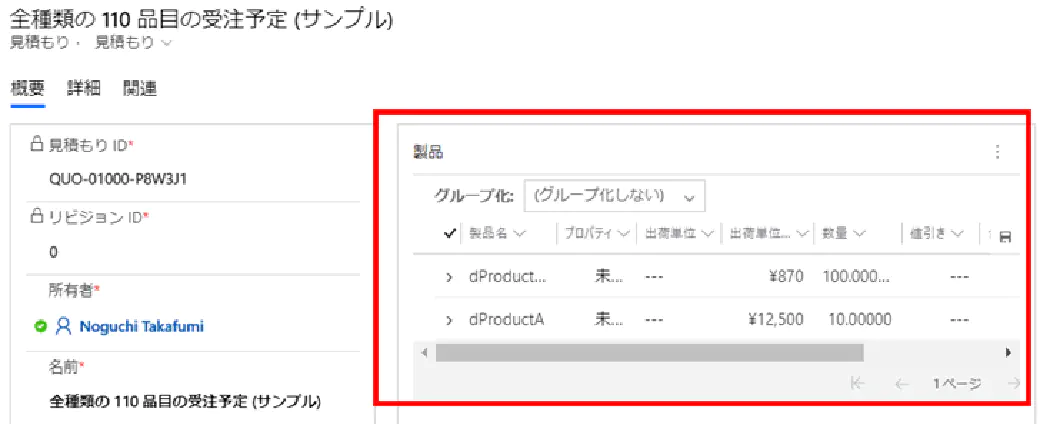 全種類の 110 品目の受注予定 (サンプル)
見積もり · 見積もり
概要 詳細 関連
見積もり ID*
QUO-01000-P8W3J1
リビジョン ID*
0
所有者*
Noguchi Takafumi
名前*
全種類の 110 品目の受注予定 (サンプル)
製品
グループ化: (グループ化しない)
製品名 プロパティ 出荷単位 出荷単位... 数量 値引き
dProduct... 未... --- ¥870 100.000... ---
dProductA 未... --- ¥12,500 10.00000 ---
1 ページ